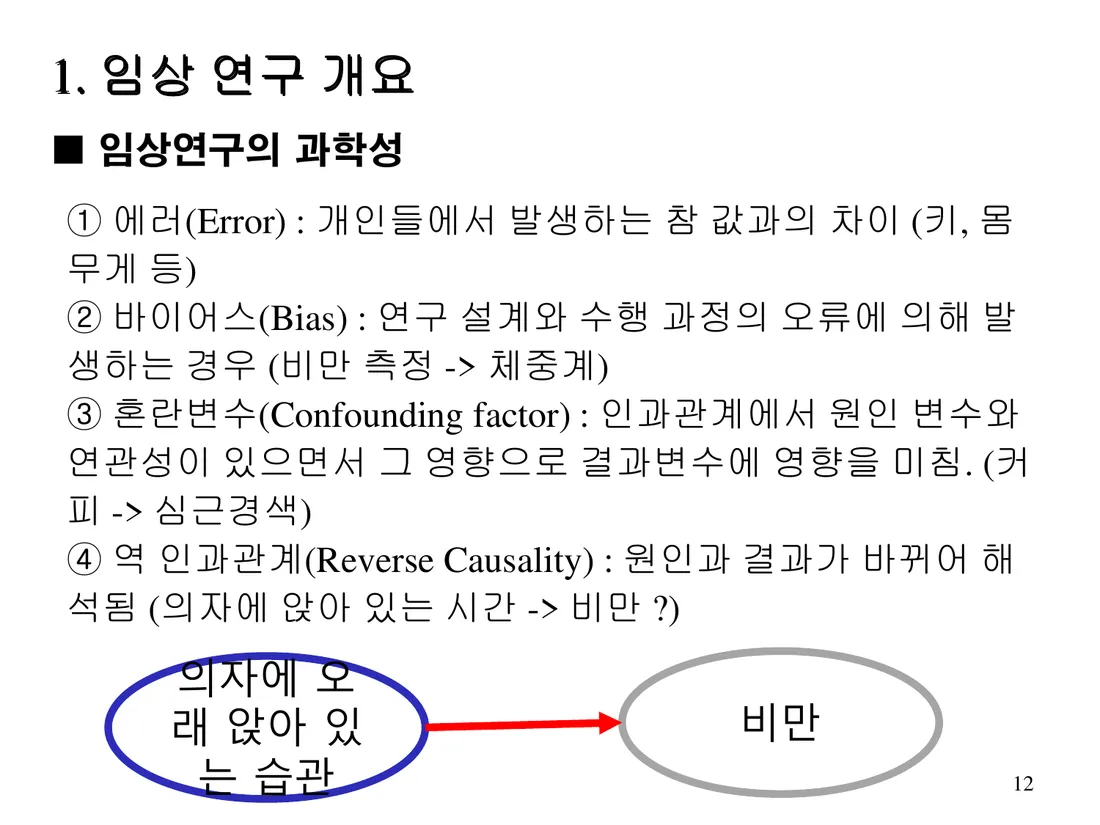 1. 임상 연구 개요
■ 임상연구의 과학성
① 에러(Error) : 개인들에서 발생하는 참 값과의 차이 (키, 몸
무게 등)
② 바이어스(Bias) : 연구 설계와 수행 과정의 오류에 의해 발
생하는 경우 (비만 측정 -> 체중계)
③ 혼란변수(Confounding factor) : 인과관계에서 원인 변수와
연관성이 있으면서 그 영향으로 결과변수에 영향을 미침. (커
피 -> 심근경색)
④ 역 인과관계(Reverse Causality) : 원인과 결과가 바뀌어 해
석됨 (의자에 앉아 있는 시간 -> 비만 ?)
의자에 오
래 앉아 있
는 습관
비만
12